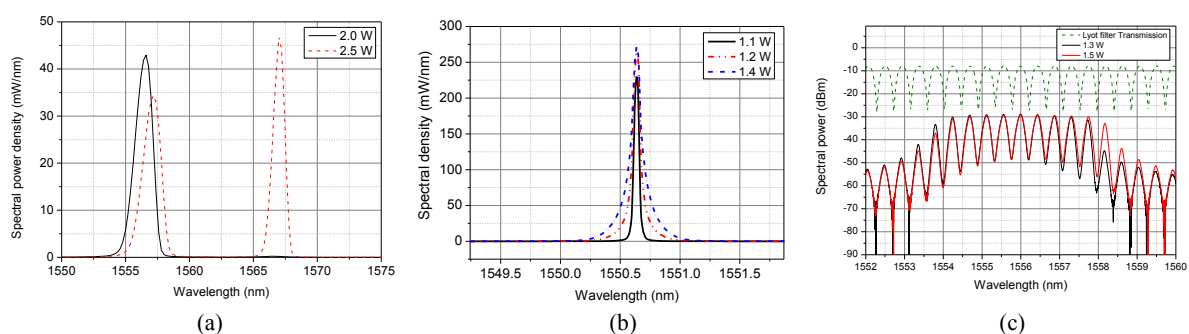 50
40
30
20
10
0
Spectral power density (mW/nm)
2.0 W
2.5 W
1550 1555 1560 1565 1570 1575
Wavelength (nm)
(a)
300
250
200
150
100
50
0
Spectral density (mW/nm)
1.1 W
1.2 W
1.4 W
1549.5 1550.0 1550.5 1551.0 1551.5
Wavelength (nm)
(b)
0
-10
-20
-30
-40
-50
-60
-70
-80
-90
Spectral power (dBm)
Lyot filter Transmission
1.3 W
1.5 W
1552 1553 1554 1555 1556 1557 1558 1559 1560
Wavelength (nm)
(c)